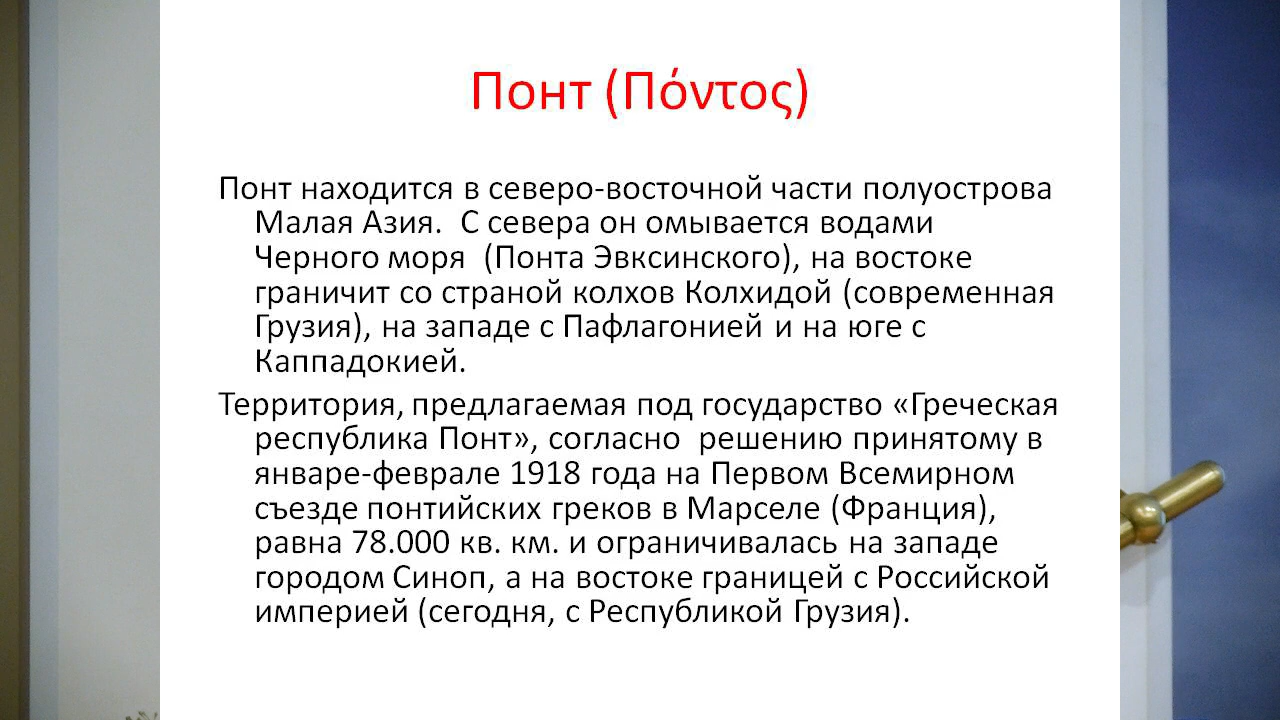 Понт (Πόντος)
Понт находится в северо-восточной части полуострова
Малая Азия.  С севера он омывается водами
Черного моря  (Понта Эвксинского), на востоке
граничит со страной колхов Колхидой (современная
Грузия), на западе с Пафлагонией и на юге с
Каппадокией.
Территория, предлагаемая под государство «Греческая
республика Понт», согласно  решению принятому в
январе-феврале 1918 года на Первом Всемирном
съезде понтийских греков в Марселе (Франция),
равна 78.000 кв. км. и ограничивалась на западе
городом Синоп, а на востоке границей с Российской
империей (сегодня, с Республикой Грузия).